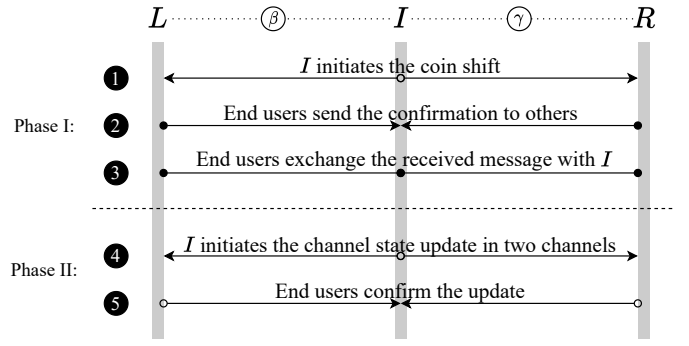 L β I γ R
1 I initiates the coin shift
Phase I: 2 End users send the confirmation to others
3 End users exchange the received message with I
4 I initiates the channel state update in two channels
Phase II: 5 End users confirm the update